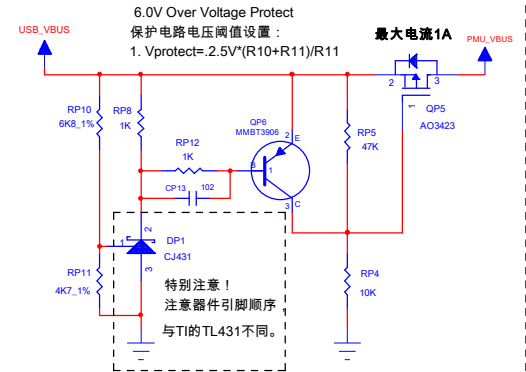 6.0V Over Voltage Protect
USB_VBUS
保护电路电压阈值设置：
1. Vprotect=.2.5V*(R10+R11)/R11
最大电流1A
PMU_VBUS
2
3
1
QP5
AO3423
RP10
6K8_1%
RP8
1K
QP6
MMBT3906
2
E
RP5
47K
RP12
1K
B
1
CP13
102
3
C
2
1
DP1
CJ431
3
RP11
4K7_1%
特别注意！
注意器件引脚顺序，
与TI的TL431不同。
RP4
10K